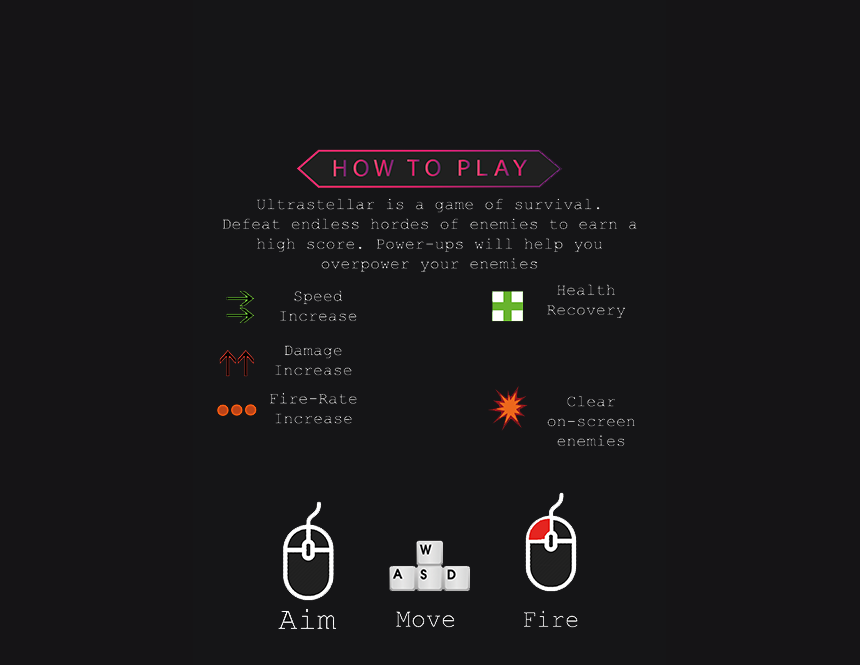 HOW TO PLAY
Ultrastellar is a game of survival.
Defeat endless hordes of enemies to earn a
high score. Power-ups will help you
overpower your enemies
Speed
Increase
Health
Recovery
Damage
Increase
Fire-Rate
Increase
Clear
on-screen
enemies
W
A S D
Aim
Move
Fire